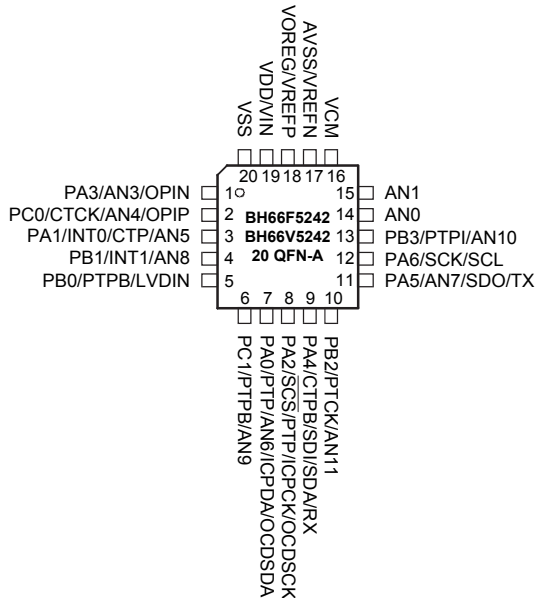 VSS
VDD/VIN
VOREG/VREFP
AVSS/VREFN
VCM
20 19 18 17 16
PA3/AN3/OPIN 1
PC0/CTCK/AN4/OPIP 2
PA1/INT0/CTP/AN5 3
PB1/INT1/AN8 4
PB0/PTPB/LVDIN 5
BH66F5242
BH66V5242
20 QFN-A
15 AN1
14 AN0
13 PB3/PTPI/AN10
12 PA6/SCK/SCL
11 PA5/AN7/SDO/TX
6 7 8 9 10
PC1/PTPB/AN9
PA0/PTP/AN6/ICPDA/OCDSDA
PA2/SCS/PTP/ICPCK/OCDSCK
PA4/CTPB/SDI/SDA/RX
PB2/PTCK/AN11